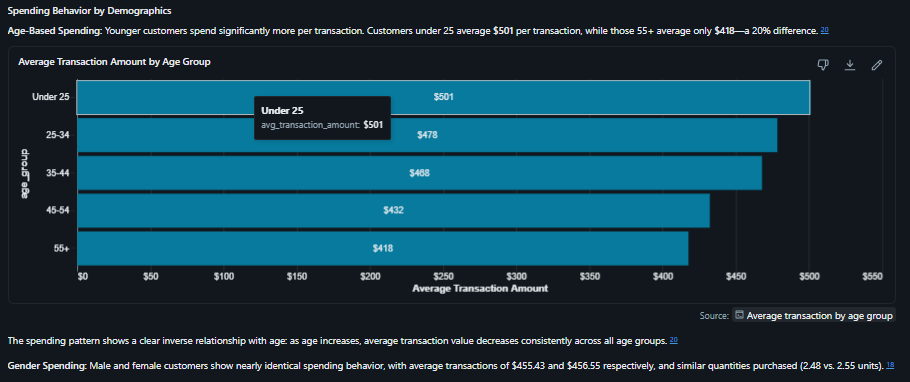 Spending Behavior by Demographics
Age-Based Spending: Younger customers spend significantly more per transaction. Customers under 25 average $501 per transaction, while those 55+ average only $418—a 20% difference. 20
Average Transaction Amount by Age Group
Under 25
$501
Under 25
avg_transaction_amount: $501
25-34
$478
35-44
$468
45-54
$432
55+
$418
age_group
$0 $50 $100 $150 $200 $250 $300 $350 $400 $450 $500 $550
Average Transaction Amount
Source: Average transaction by age group
The spending pattern shows a clear inverse relationship with age: as age increases, average transaction value decreases consistently across all age groups. 20
Gender Spending: Male and female customers show nearly identical spending behavior, with average transactions of $455.43 and $456.55 respectively, and similar quantities purchased (2.48 vs. 2.55 units). 18